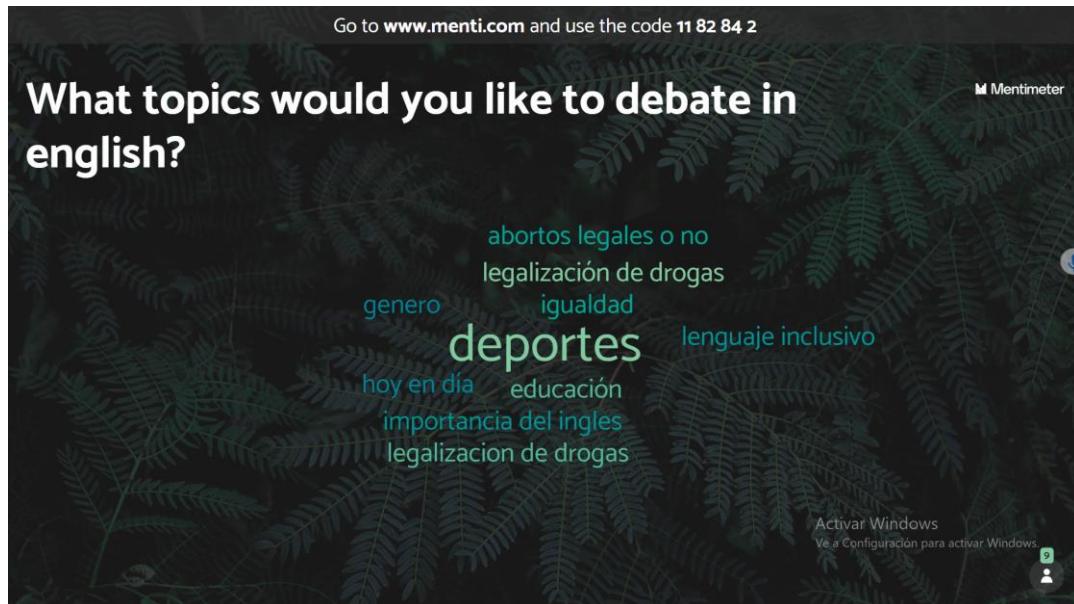 Go to www.menti.com and use the code 11 82 84 2
Mentimeter
What topics would you like to debate in
english?
abortos legales o no
legalización de drogas
genero
igualdad
deportes
lenguaje inclusivo
hoy en día
educación
importancia del ingles
legalizacion de drogas
Activar Windows
Ve a Configuración para activar Windows.
9